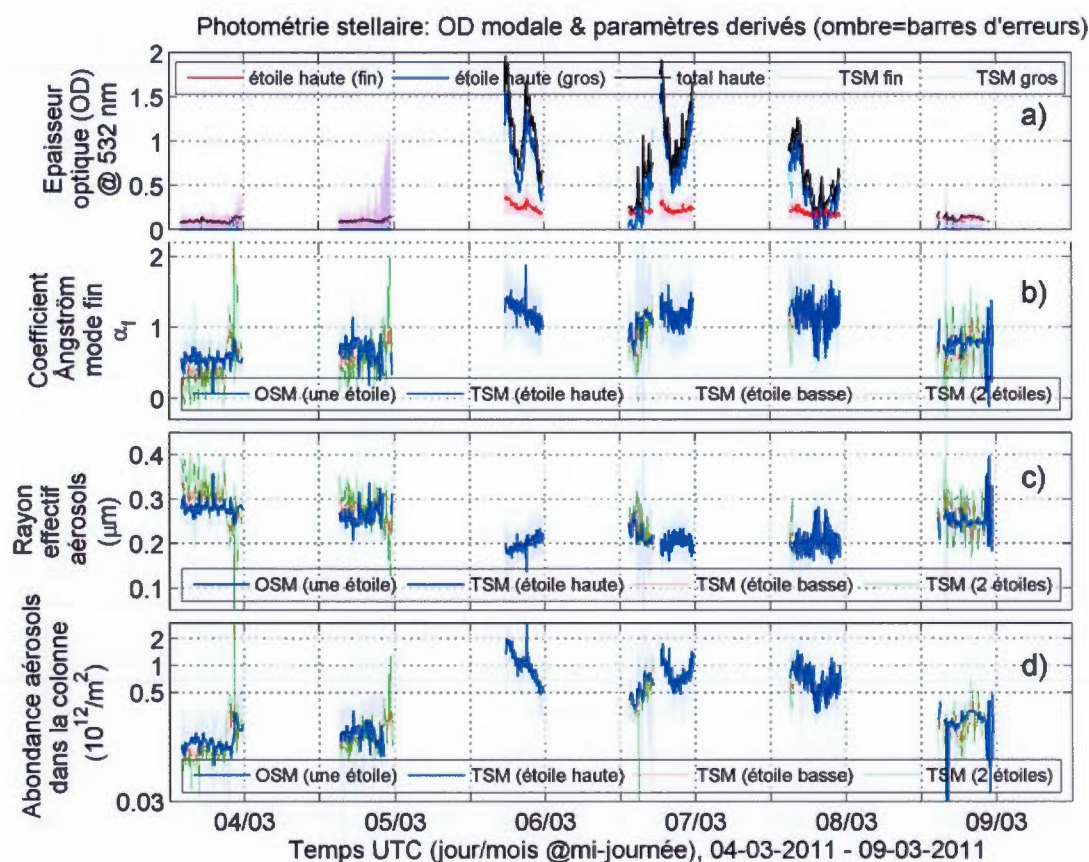 Photométrie stellaire: OD modale & paramètres derivés (ombre=barres d'erreurs)
étoile haute (fin) étoile haute (gros) total haute TSM fin TSM gros
a)
Epaisseur
optique (OD)
@ 532 nm
2
1.5
1
0.5
0
b)
Coefficient
Angström
mode fin
αf
2
1
0
OSM (une étoile) TSM (étoile haute) TSM (étoile basse) TSM (2 étoiles)
c)
Rayon
effectif
aérosols
(μm)
0.4
0.3
0.2
0.1
OSM (une étoile) TSM (étoile haute) TSM (étoile basse) TSM (2 étoiles)
d)
Abondance aérosols
dans la colonne
(10¹²/m²)
2
1
0.5
0.03
OSM (une étoile) TSM (étoile haute) TSM (étoile basse) TSM (2 étoiles)
04/03 05/03 06/03 07/03 08/03 09/03
Temps UTC (jour/mois @mi-journée), 04-03-2011 - 09-03-2011